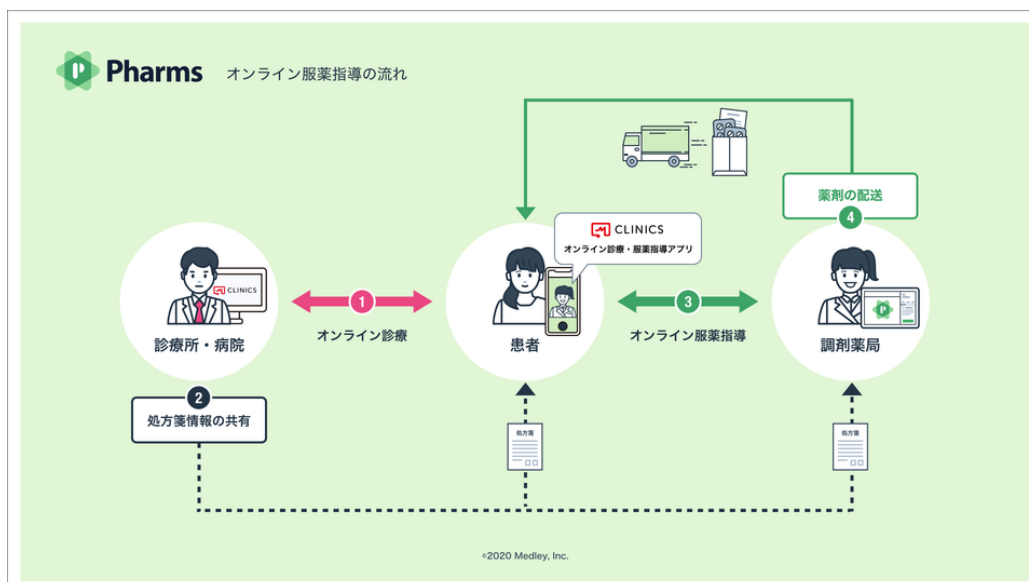 Pharms オンライン服薬指導の流れ
薬剤の配送
4
CLINICS
オンライン診療・服薬指導アプリ
CLINICS
1
オンライン診療
3
オンライン服薬指導
診療所・病院
患者
調剤薬局
2
処方箋情報の共有
処方箋
処方箋
©2020 Medley, Inc.